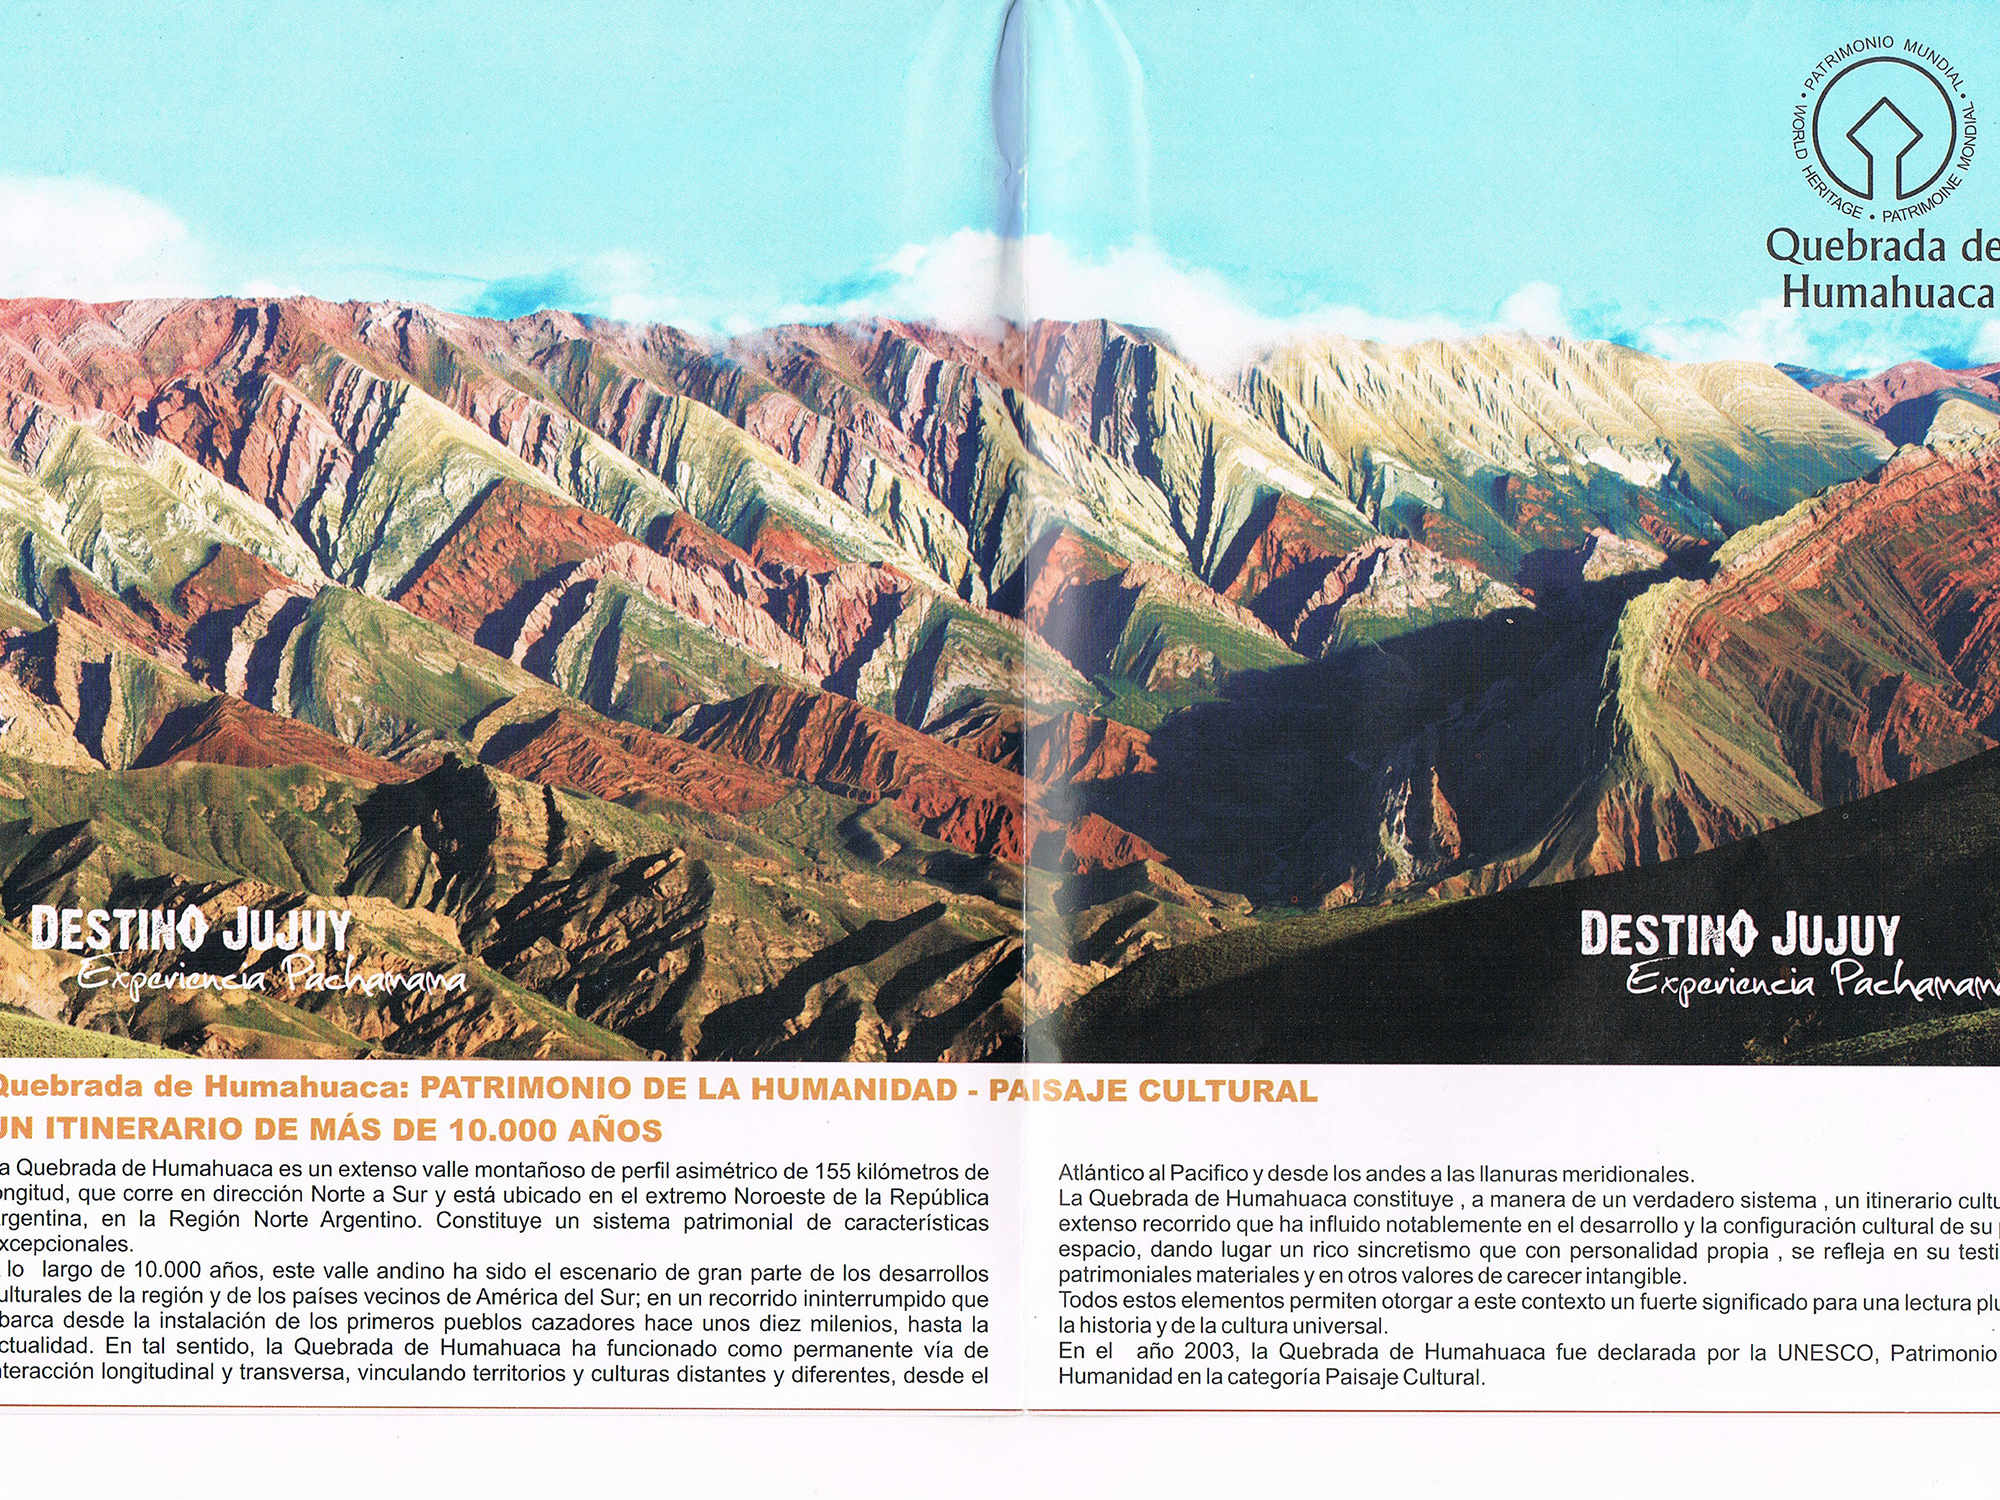 • PATRIMONIO MUNDIAL •
WORLD HERITAGE • PATRIMOINE MONDIAL
Quebrada de
Humahuaca
DESTINO JUJUY
Experiencia Pachamama
DESTINO JUJUY
Experiencia Pachamama
Quebrada de Humahuaca: PATRIMONIO DE LA HUMANIDAD - PAISAJE CULTURAL
UN ITINERARIO DE MÁS DE 10.000 AÑOS
a Quebrada de Humahuaca es un extenso valle montañoso de perfil asimétrico de 155 kilómetros de
ongitud, que corre en dirección Norte a Sur y está ubicado en el extremo Noroeste de la República
rgentina, en la Región Norte Argentino. Constituye un sistema patrimonial de características
xcepcionales.
lo largo de 10.000 años, este valle andino ha sido el escenario de gran parte de los desarrollos
ulturales de la región y de los países vecinos de América del Sur; en un recorrido ininterrumpido que
barca desde la instalación de los primeros pueblos cazadores hace unos diez milenios, hasta la
ctualidad. En tal sentido, la Quebrada de Humahuaca ha funcionado como permanente vía de
nteracción longitudinal y transversa, vinculando territorios y culturas distantes y diferentes, desde el
Atlántico al Pacifico y desde los andes a las llanuras meridionales.
La Quebrada de Humahuaca constituye , a manera de un verdadero sistema , un itinerario cultu
extenso recorrido que ha influido notablemente en el desarrollo y la configuración cultural de su p
espacio, dando lugar un rico sincretismo que con personalidad propia , se refleja en su testi
patrimoniales materiales y en otros valores de carecer intangible.
Todos estos elementos permiten otorgar a este contexto un fuerte significado para una lectura plu
la historia y de la cultura universal.
En el año 2003, la Quebrada de Humahuaca fue declarada por la UNESCO, Patrimonio
Humanidad en la categoría Paisaje Cultural.